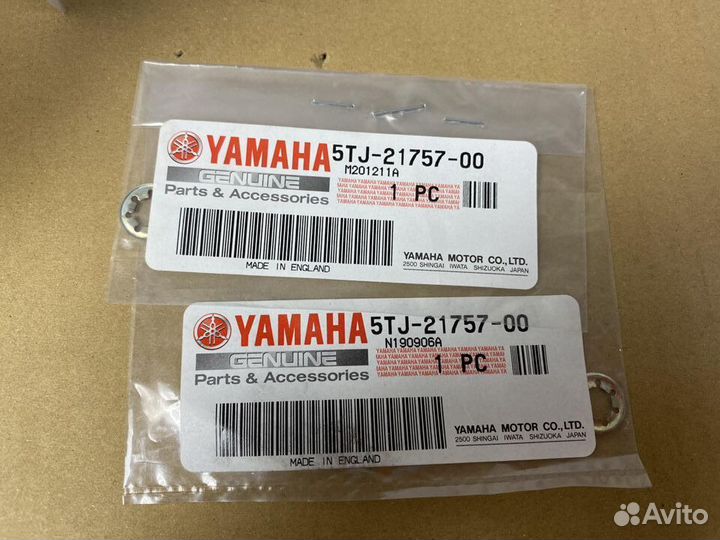 YAMAHA 5TJ-21757-00
GENUINE M201211A
Parts & Accessories 1 PC
YAMAHA MOTOR CO.,LTD.
2500 SHINGAI IWATA SHIZUOKA JAPAN
MADE IN ENGLAND
YAMAHA 5TJ-21757-00
GENUINE N190906A
Parts & Accessories 1 PC
YAMAHA MOTOR CO.,LTD.
2500 SHINGAI IWATA SHIZUOKA JAPAN
MADE IN ENGLAND
Avito